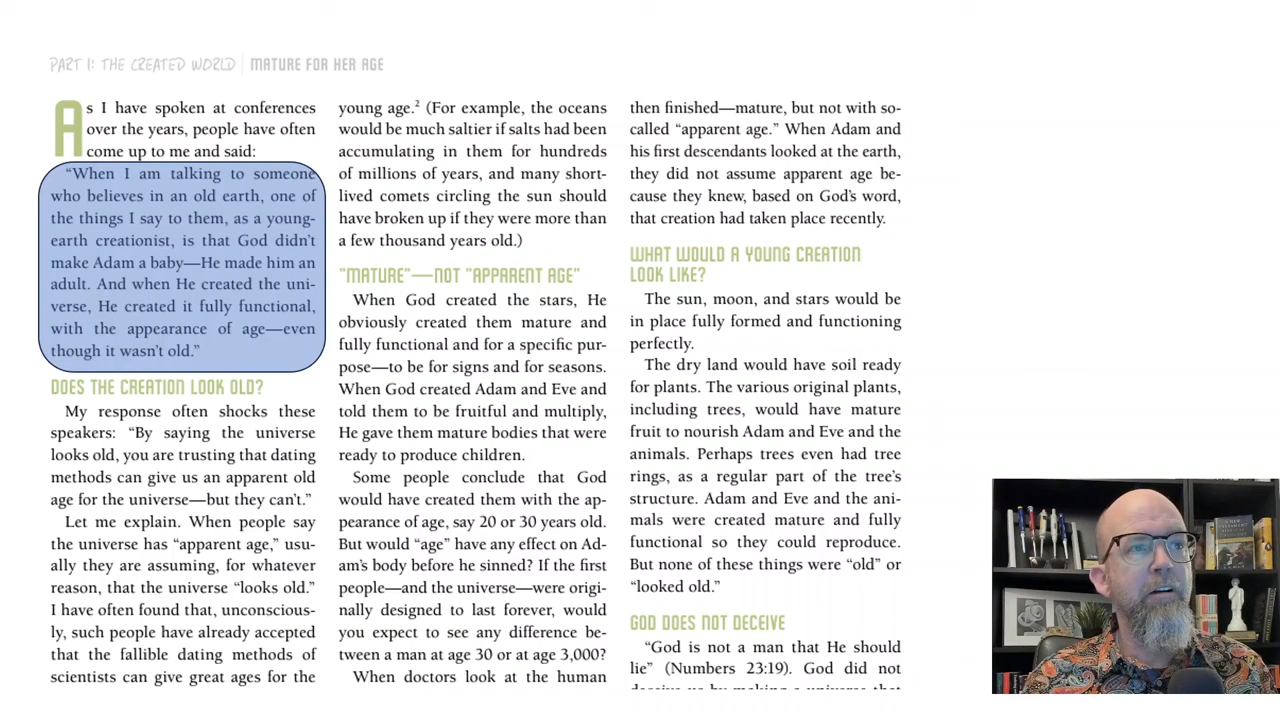 PART 1: THE CREATED WORLD | MATURE FOR HER AGE
As I have spoken at conferences
over the years, people have often
come up to me and said:
“When I am talking to someone
who believes in an old earth, one of
the things I say to them, as a young-
earth creationist, is that God didn’t
make Adam a baby—He made him an
adult. And when He created the uni-
verse, He created it fully functional,
with the appearance of age—even
though it wasn’t old.”
DOES THE CREATION LOOK OLD?
My response often shocks these
speakers: “By saying the universe
looks old, you are trusting that dating
methods can give us an apparent old
age for the universe—but they can’t.”
Let me explain. When people say
the universe has “apparent age,” usu-
ally they are assuming, for whatever
reason, that the universe “looks old.”
I have often found that, unconscious-
ly, such people have already accepted
that the fallible dating methods of
scientists can give great ages for the
young age.2 (For example, the oceans
would be much saltier if salts had been
accumulating in them for hundreds
of millions of years, and many short-
lived comets circling the sun should
have broken up if they were more than
a few thousand years old.)
"MATURE"—NOT "APPARENT AGE"
When God created the stars, He
obviously created them mature and
fully functional and for a specific pur-
pose—to be for signs and for seasons.
When God created Adam and Eve and
told them to be fruitful and multiply,
He gave them mature bodies that were
ready to produce children.
Some people conclude that God
would have created them with the ap-
pearance of age, say 20 or 30 years old.
But would “age” have any effect on Ad-
am’s body before he sinned? If the first
people—and the universe—were origi-
nally designed to last forever, would
you expect to see any difference be-
tween a man at age 30 or at age 3,000?
When doctors look at the human
then finished—mature, but not with so-
called “apparent age.” When Adam and
his first descendants looked at the earth,
they did not assume apparent age be-
cause they knew, based on God’s word,
that creation had taken place recently.
WHAT WOULD A YOUNG CREATION
LOOK LIKE?
The sun, moon, and stars would be
in place fully formed and functioning
perfectly.
The dry land would have soil ready
for plants. The various original plants,
including trees, would have mature
fruit to nourish Adam and Eve and the
animals. Perhaps trees even had tree
rings, as a regular part of the tree’s
structure. Adam and Eve and the ani-
mals were created mature and fully
functional so they could reproduce.
But none of these things were “old” or
“looked old.”
GOD DOES NOT DECEIVE
“God is not a man that He should
lie” (Numbers 23:19). God did not